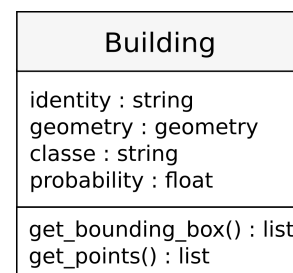 Building
identity : string
geometry : geometry
classe : string
probability : float
get_bounding_box() : list
get_points() : list